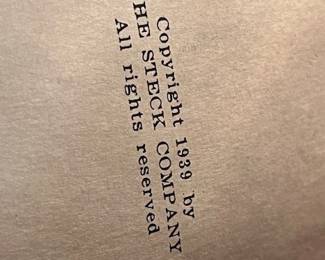 Copyright 1939 by
HE STECK COMPANY
All rights reserved